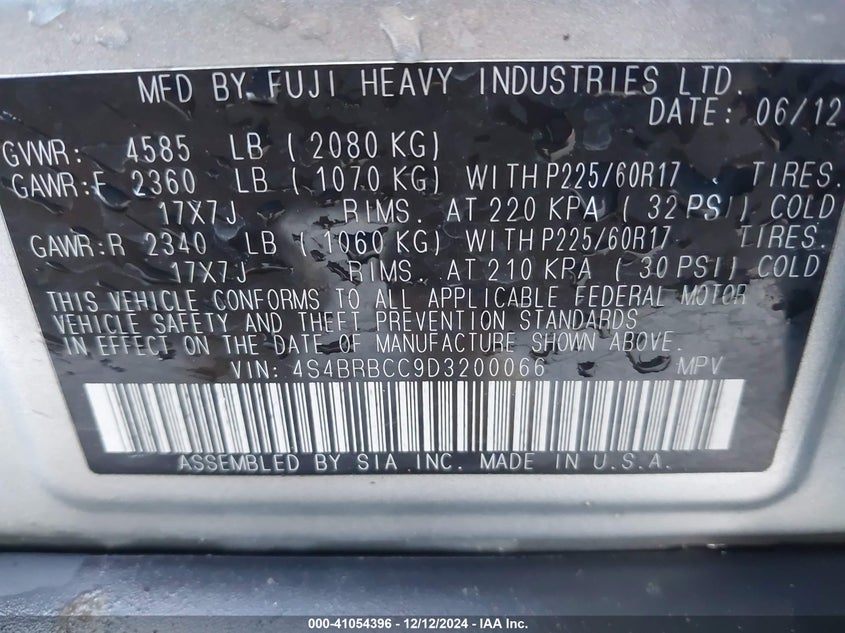 MFD BY FUJI HEAVY INDUSTRIES LTD.
DATE: 06/12
GVWR: 4585 LB (2080 KG)
GAWR:F 2360 LB (1070 KG) WITH P225/60R17 TIRES.
17X7J RIMS. AT 220 KPA (32 PSI) COLD
GAWR:R 2340 LB (1060 KG) WITH P225/60R17 TIRES.
17X7J RIMS. AT 210 KPA (30 PSI) COLD
THIS VEHICLE CONFORMS TO ALL APPLICABLE FEDERAL MOTOR
VEHICLE SAFETY AND THEFT PREVENTION STANDARDS
IN EFFECT ON THE DATE OF MANUFACTURE SHOWN ABOVE.
VIN: 4S4BRBCC9D3200066 MPV
ASSEMBLED BY SIA INC. MADE IN U.S.A.
000-41054396 - 12/12/2024 - IAA Inc.